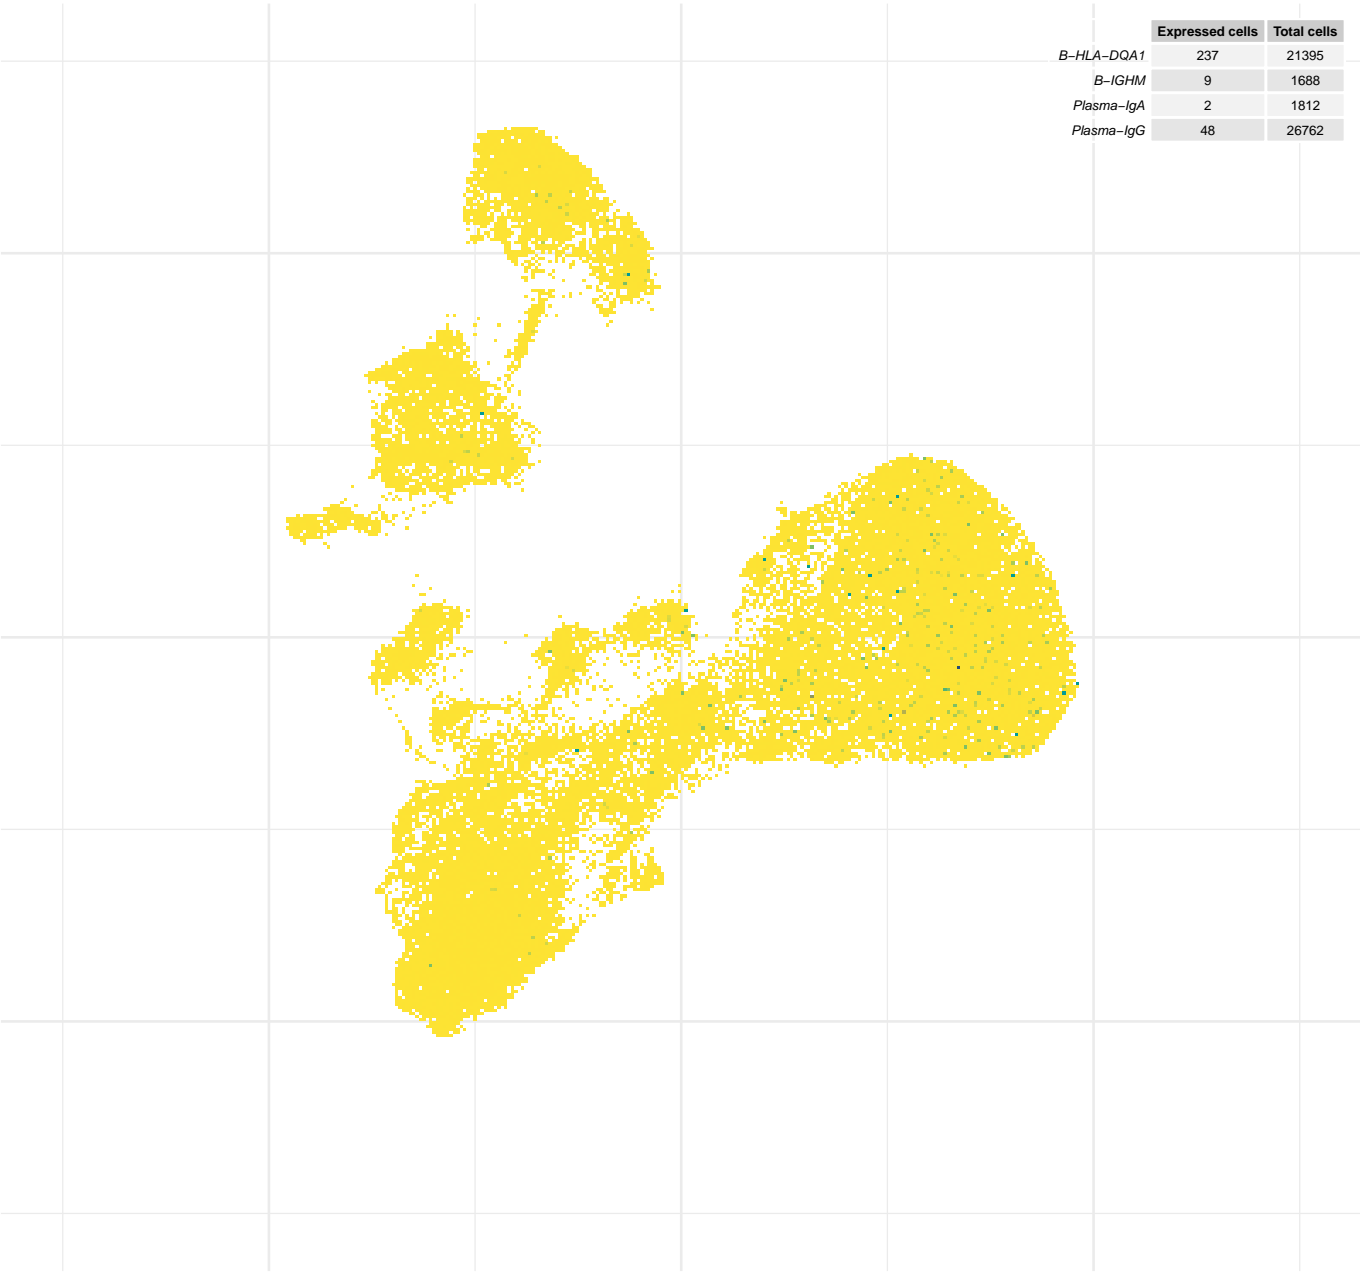 Expressed cells Total cells
B−HLA−DQA1 237 21395
B−IGHM 9 1688
Plasma−IgA 2 1812
Plasma−IgG 48 26762